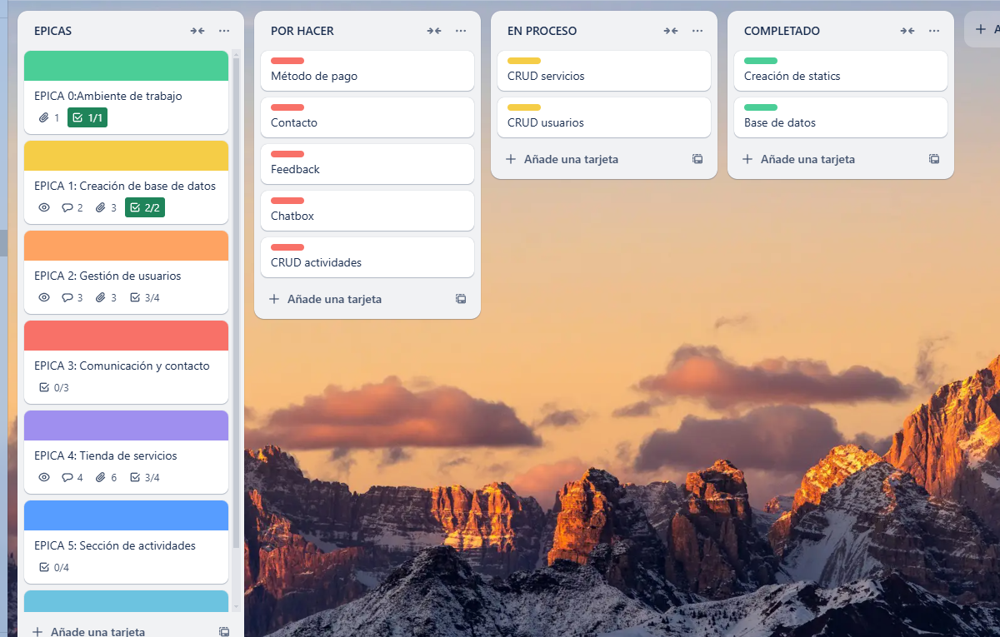 EPICAS
EPICA 0:Ambiente de trabajo
1
1/1
EPICA 1: Creación de base de datos
2
3
2/2
EPICA 2: Gestión de usuarios
3
3
3/4
EPICA 3: Comunicación y contacto
0/3
EPICA 4: Tienda de servicios
4
6
3/4
EPICA 5: Sección de actividades
0/4
Añade una tarjeta
POR HACER
Método de pago
Contacto
Feedback
Chatbox
CRUD actividades
Añade una tarjeta
EN PROCESO
CRUD servicios
CRUD usuarios
Añade una tarjeta
COMPLETADO
Creación de statics
Base de datos
Añade una tarjeta